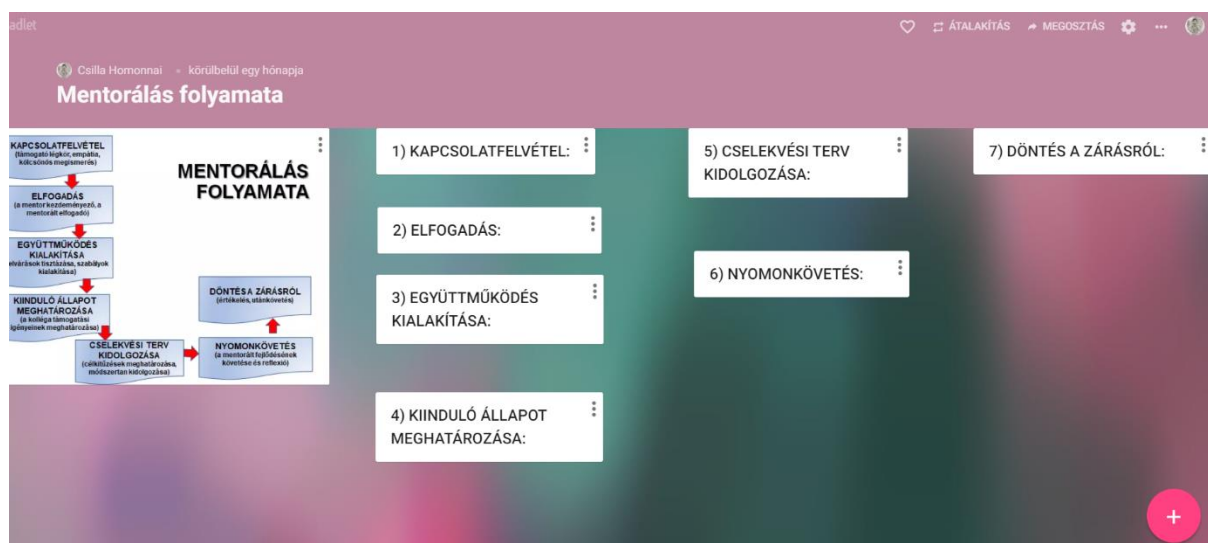 adlet
ÁTALAKÍTÁS
MEGOSZTÁS
Csilla Homonnai • körülbelül egy hónapja
Mentorálás folyamata
KAPCSOLATFELVÉTEL
(támogató légkör, empátia,
kölcsönös megismerés)
ELFOGADÁS
(a mentor kezdeményező, a
mentorált elfogadó)
EGYÜTTMŰKÖDÉS
KIALAKÍTÁSA
elvárások tisztázása, szabályok
kialakítása)
KIINDULÓ ÁLLAPOT
MEGHATÁROZÁSA
(a kolléga támogatási
igényeinek meghatározása)
CSELEKVÉSI TERV
KIDOLGOZÁSA
(célkitűzések meghatározása,
módszertan kidolgozása)
NYOMONKÖVETÉS
(a mentorált fejlődésének
követése és reflexió)
DÖNTÉS A ZÁRÁSRÓL
(értékelés, utánkövetés)
MENTORÁLÁS
FOLYAMATA
1) KAPCSOLATFELVÉTEL:
2) ELFOGADÁS:
3) EGYÜTTMŰKÖDÉS
KIALAKÍTÁSA:
4) KIINDULÓ ÁLLAPOT
MEGHATÁROZÁSA:
5) CSELEKVÉSI TERV
KIDOLGOZÁSA:
6) NYOMONKÖVETÉS:
7) DÖNTÉS A ZÁRÁSRÓL: